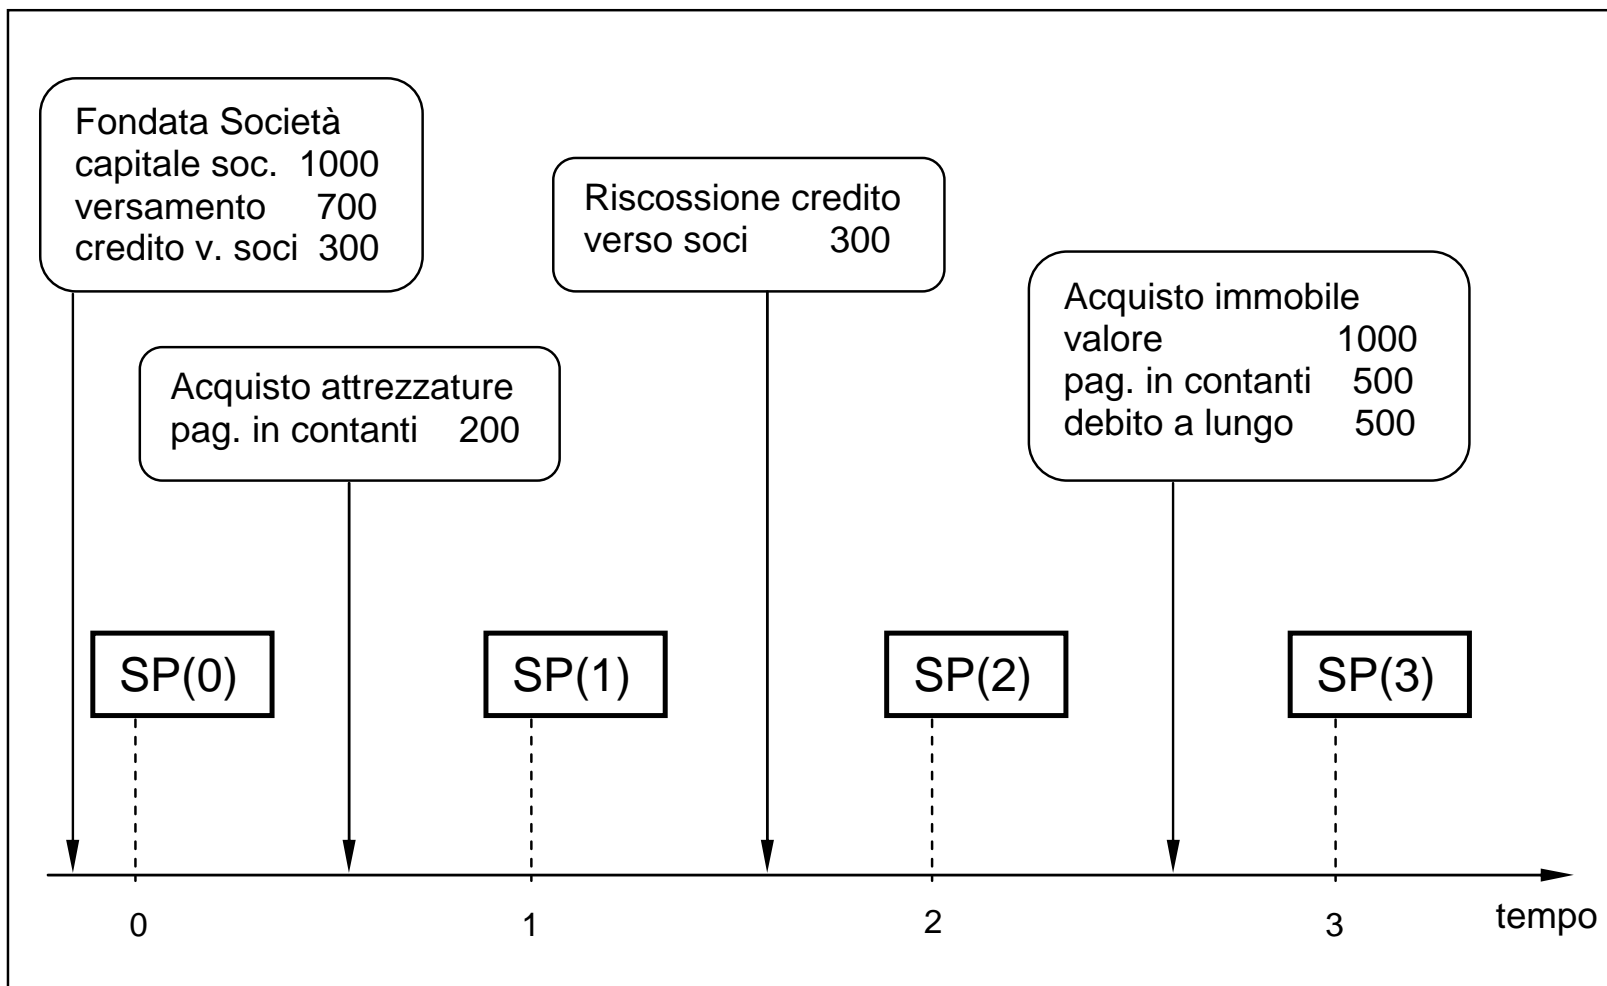 Fondata Società
capitale soc. 1000
versamento 700
credito v. soci 300
Riscossione credito
verso soci 300
Acquisto immobile
valore 1000
pag. in contanti 500
debito a lungo 500
Acquisto attrezzature
pag. in contanti 200
SP(0)
SP(1)
SP(2)
SP(3)
0
1
2
3
tempo